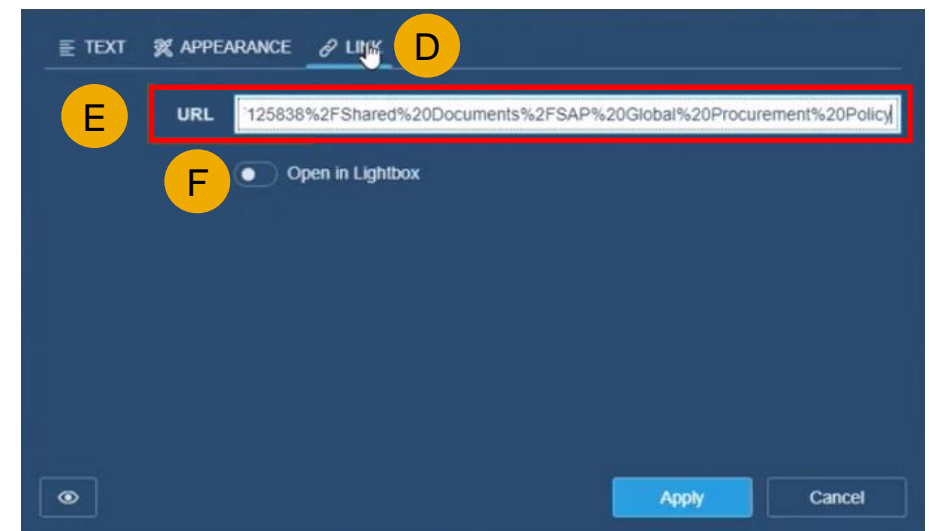 TEXT APPEARANCE LINK D
E URL 125838%2FShared%20Documents%2FSAP%20Global%20Procurement%20Policy
F Open in Lightbox
Apply Cancel